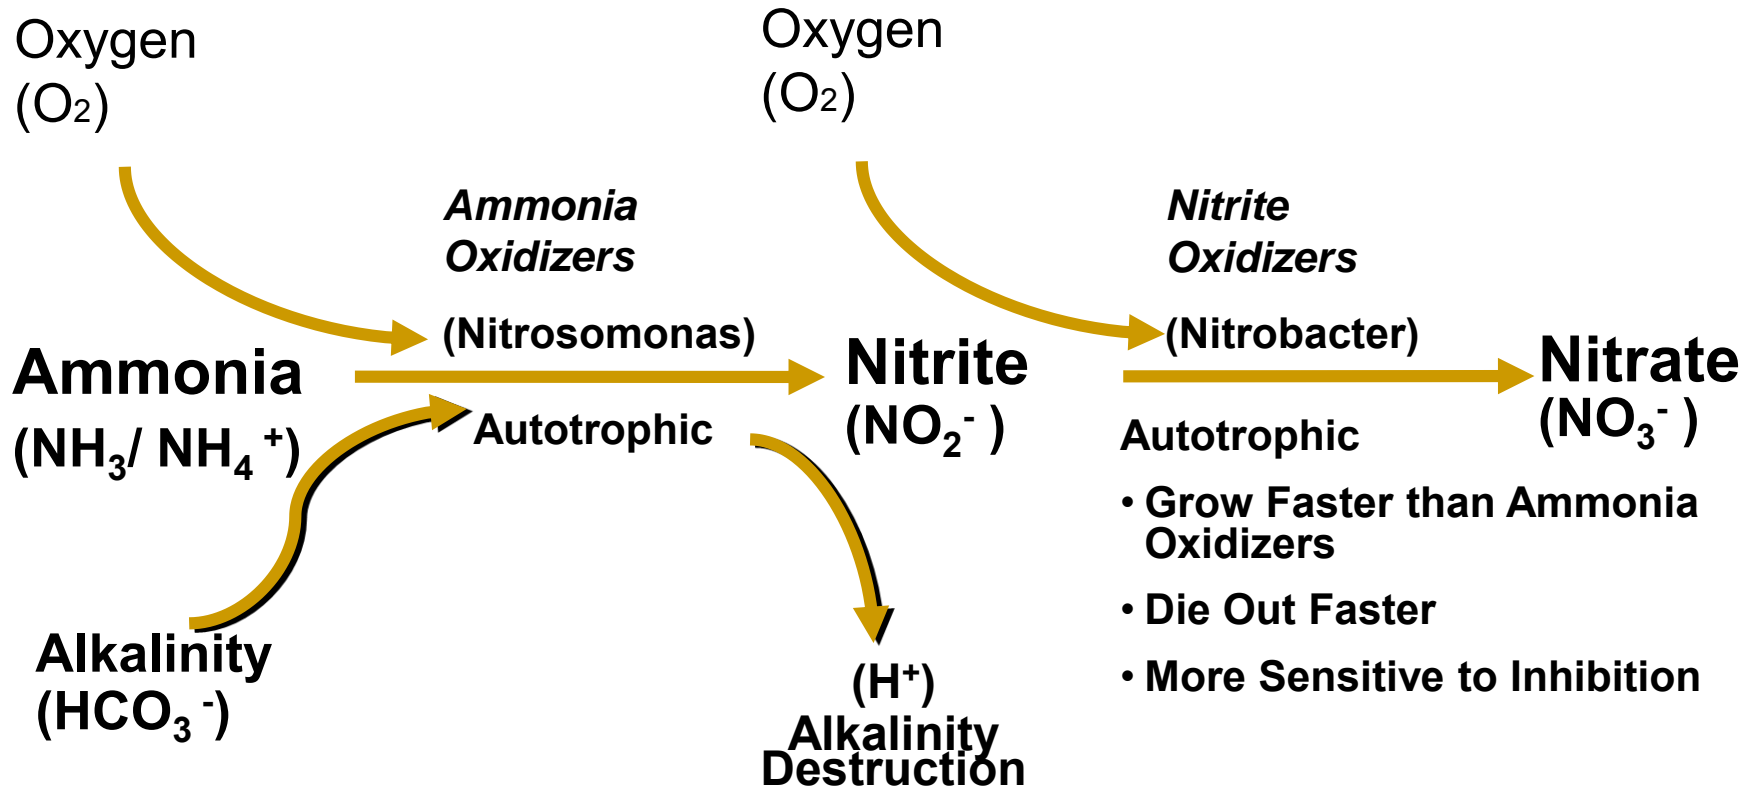 Oxygen
(O2)
Oxygen
(O2)
Ammonia
Oxidizers
(Nitrosomonas)
Nitrite
Oxidizers
(Nitrobacter)
Ammonia
(NH3/ NH4 +)
Autotrophic
Nitrite
(NO2- )
Nitrate
(NO3- )
Autotrophic
• Grow Faster than Ammonia
Oxidizers
• Die Out Faster
• More Sensitive to Inhibition
Alkalinity
(HCO3 -)
(H+)
Alkalinity
Destruction